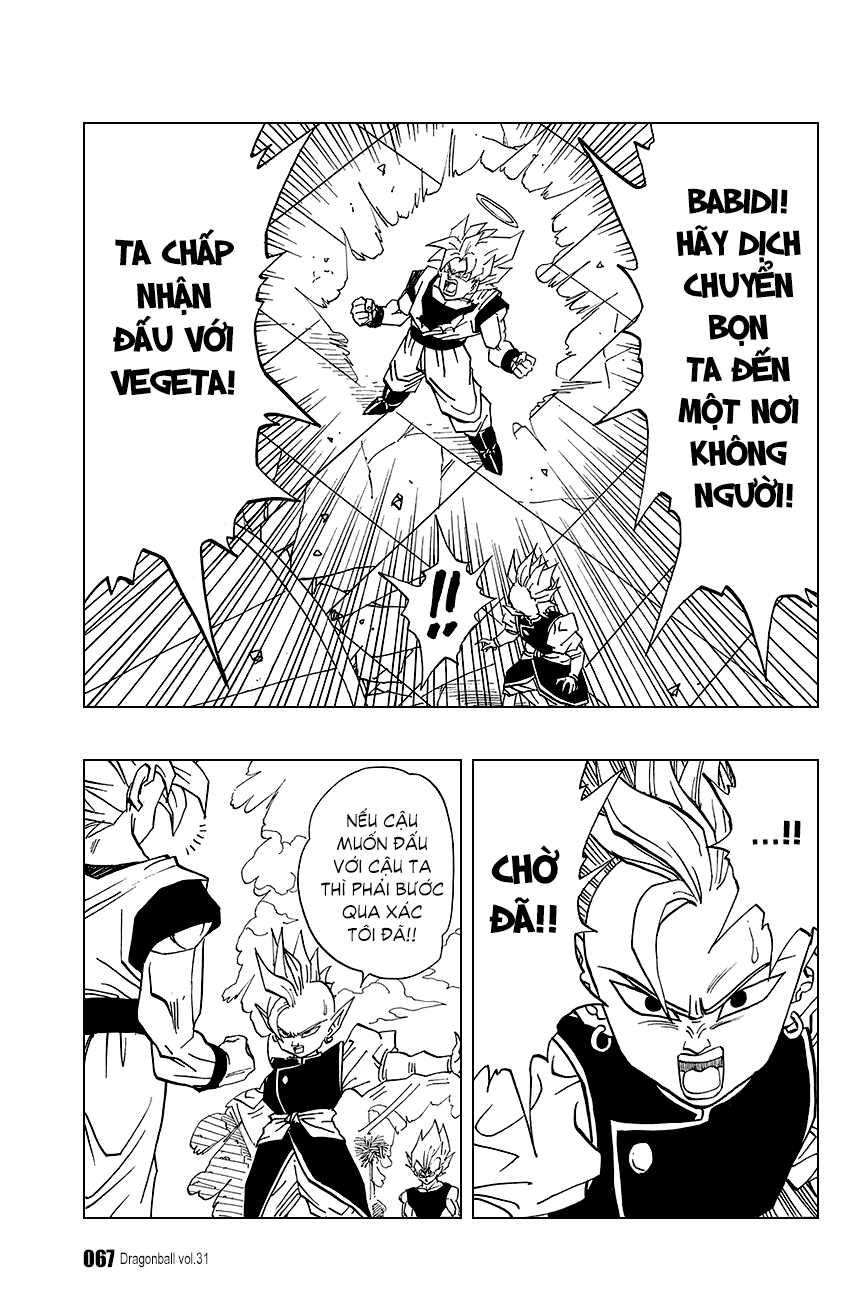 BABIDI!
HÃY DỊCH
CHUYỂN
BỌN
TA ĐẾN
MỘT NƠI
KHÔNG
NGƯỜI!
TA CHẤP
NHẬN
ĐẤU VỚI
VEGETA!
!!
...!!
CHỜ
ĐÃ!!
NẾU CẬU
MUỐN ĐẤU
VỚI CẬU TA
THÌ PHẢI BƯỚC
QUA XÁC
TÔI ĐÃ!!
067 Dragonball vol.31